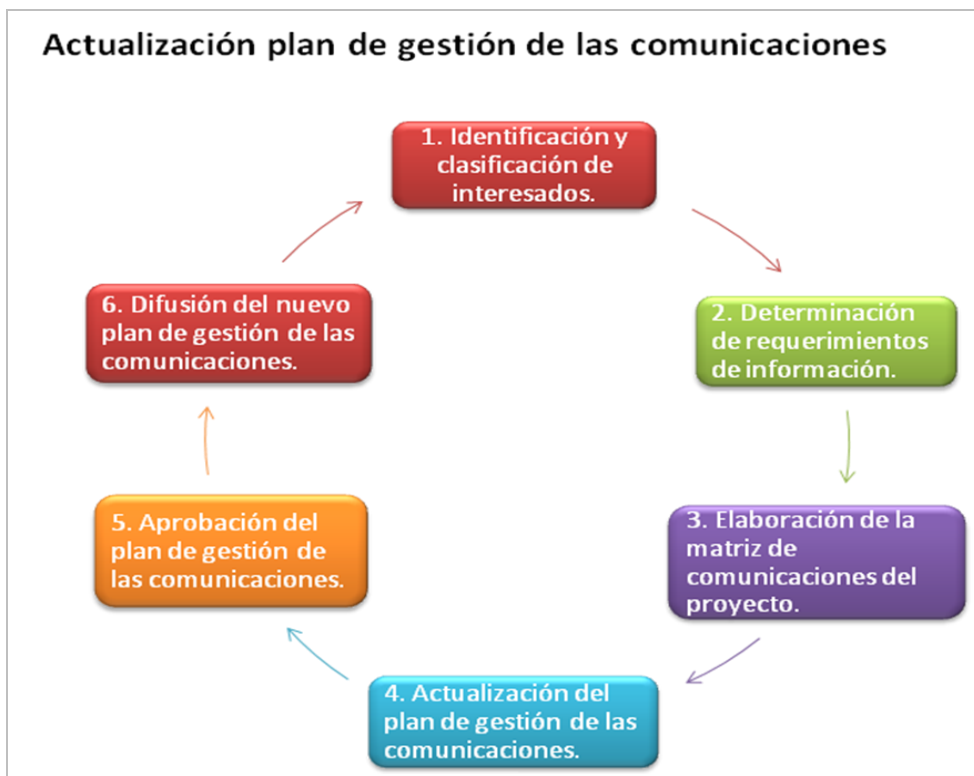 Actualización plan de gestión de las comunicaciones
1. Identificación y
clasificación de
interesados.
2. Determinación
de requerimientos
de información.
3. Elaboración de la
matriz de
comunicaciones del
proyecto.
4. Actualización del
plan de gestión de las
comunicaciones.
5. Aprobación del
plan de gestión de
las comunicaciones.
6. Difusión del nuevo
plan de gestión de las
comunicaciones.